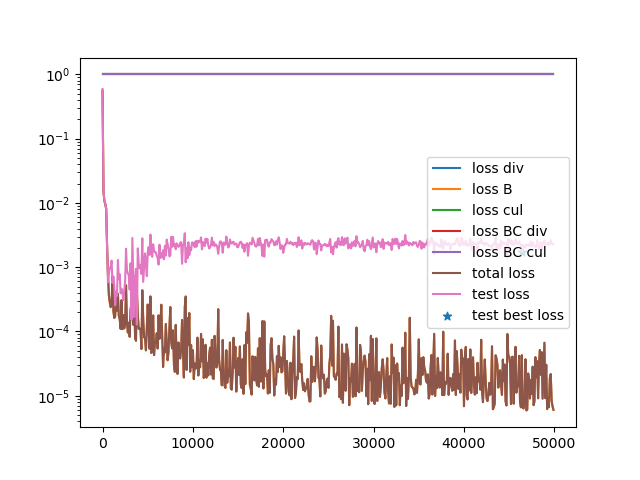 10⁰
10⁻¹
10⁻²
10⁻³
10⁻⁴
10⁻⁵
0 10000 20000 30000 40000 50000
loss div
loss B
loss cul
loss BC div
loss BC cul
total loss
test loss
test best loss